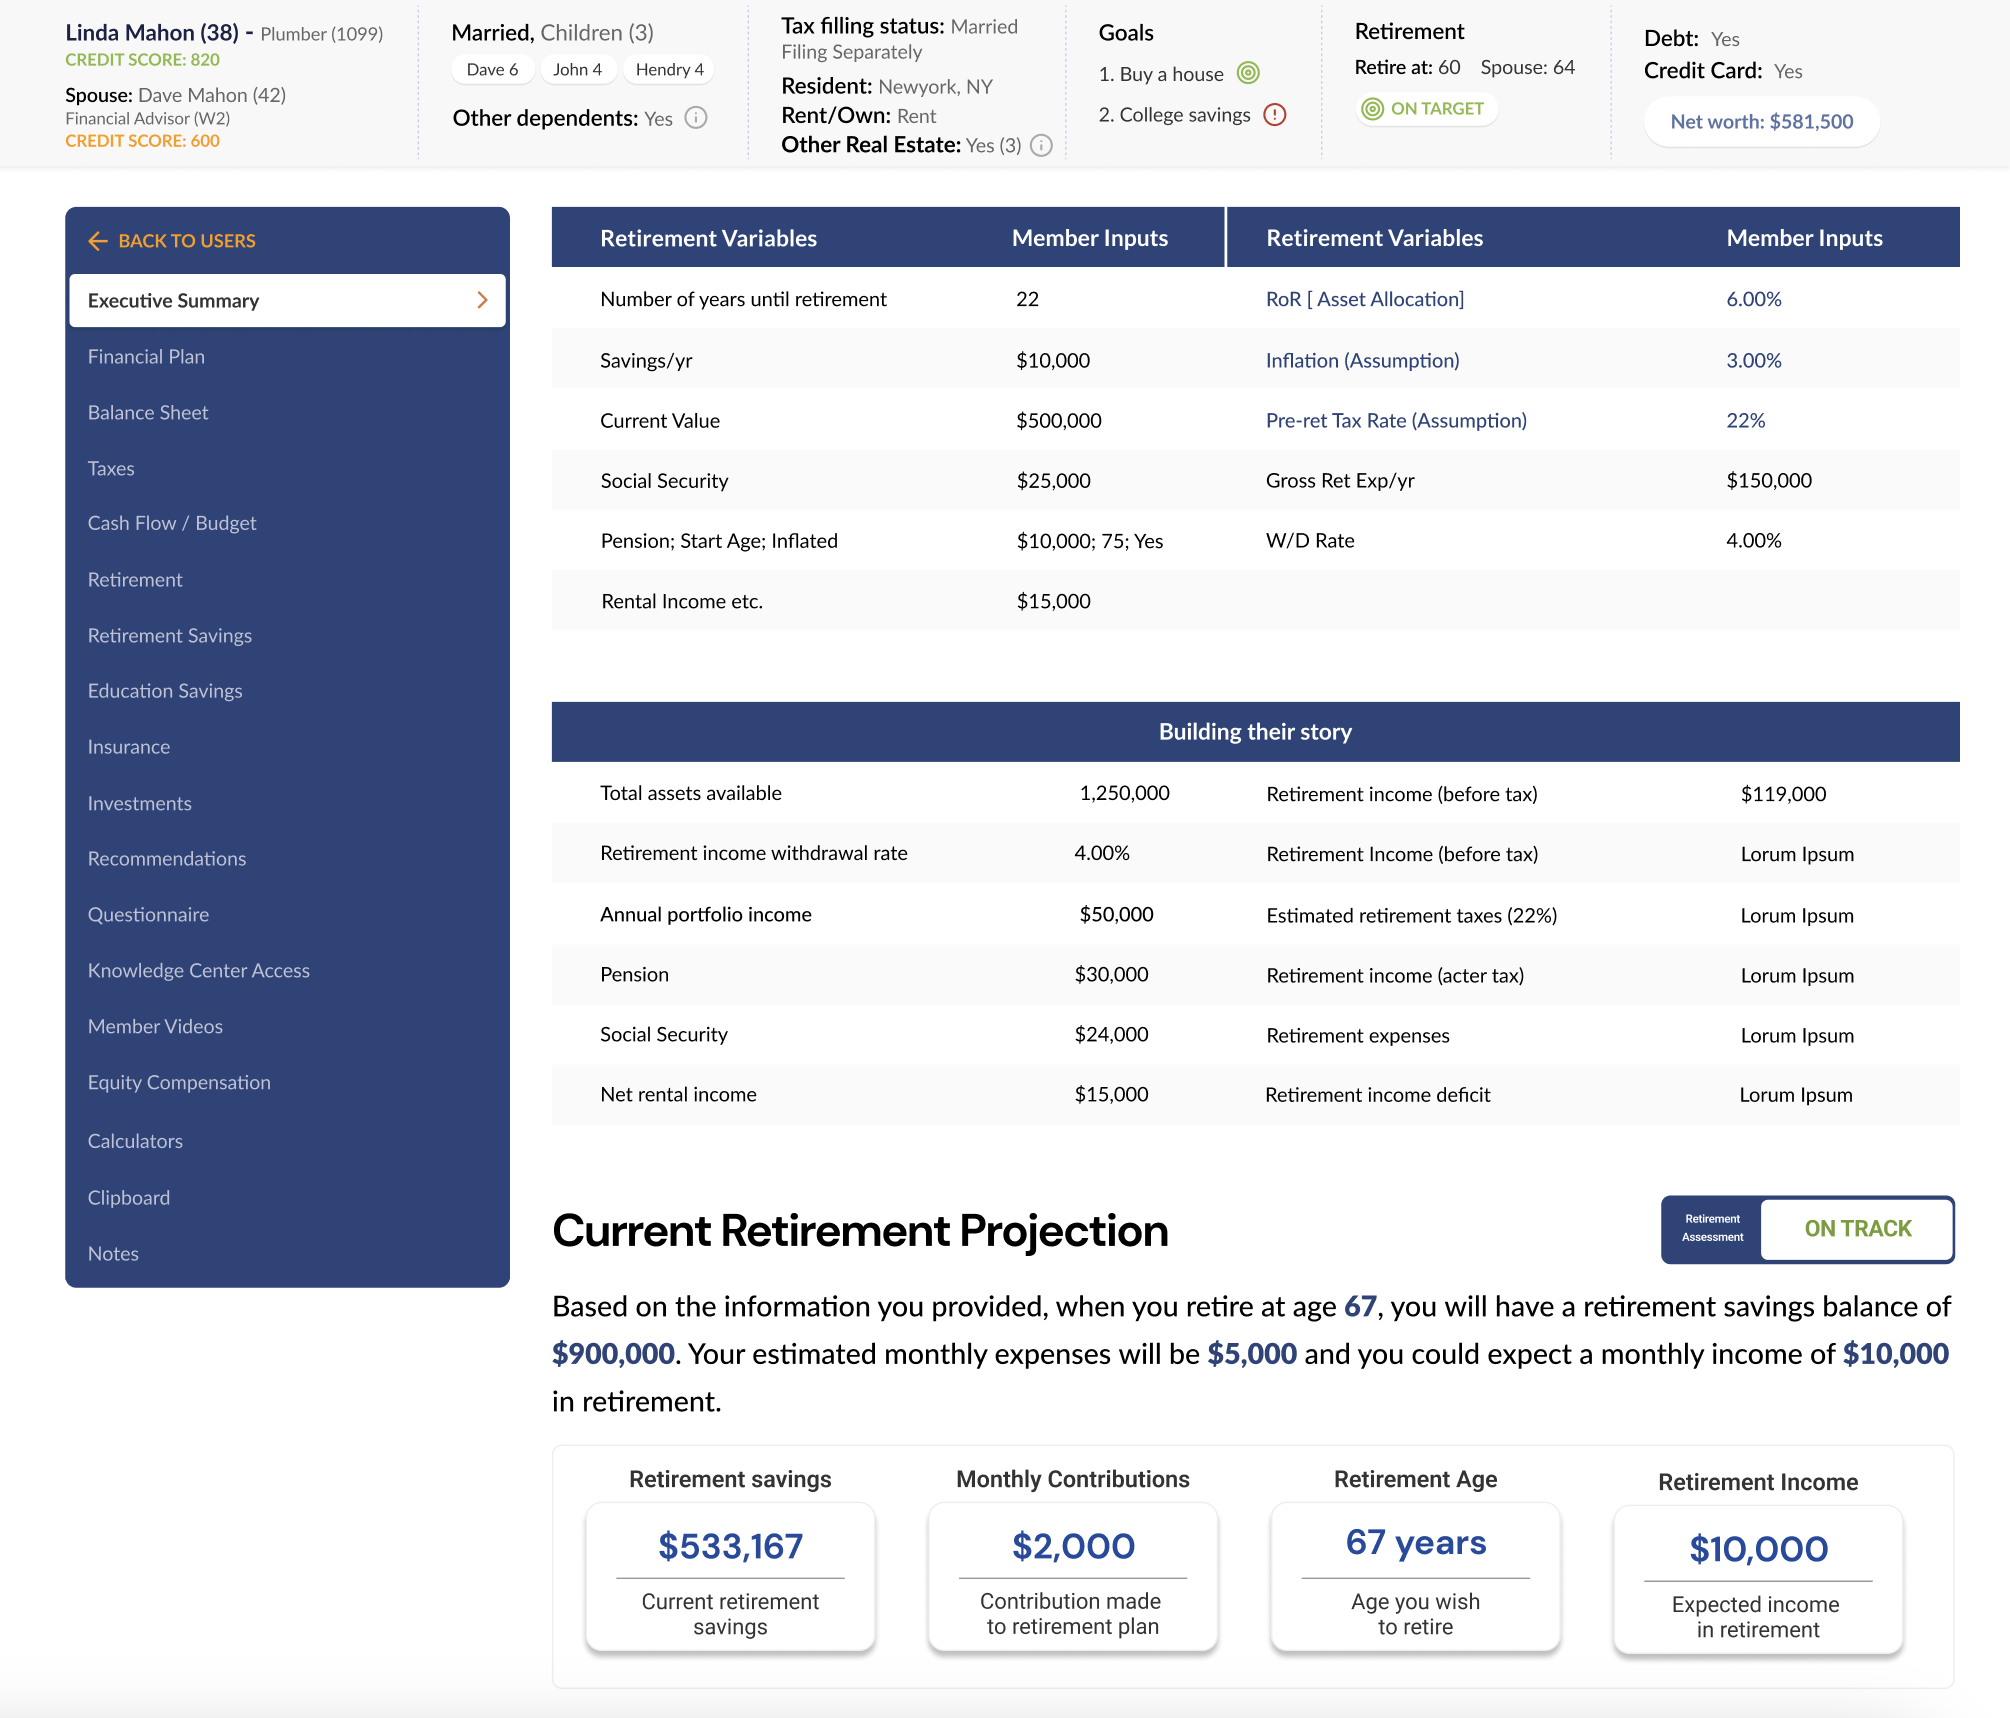 Linda Mahon (38) - Plumber (1099)
CREDIT SCORE: 820
Spouse: Dave Mahon (42)
Financial Advisor (W2)
CREDIT SCORE: 600
Married, Children (3)
Dave 6 John 4 Hendry 4
Other dependents: Yes
Tax filling status: Married
Filing Separately
Resident: Newyork, NY
Rent/Own: Rent
Other Real Estate: Yes (3)
Goals
1. Buy a house
2. College savings
Retirement
Retire at: 60 Spouse: 64
ON TARGET
Debt: Yes
Credit Card: Yes
Net worth: $581,500
BACK TO USERS
Executive Summary
Financial Plan
Balance Sheet
Taxes
Cash Flow / Budget
Retirement
Retirement Savings
Education Savings
Insurance
Investments
Recommendations
Questionnaire
Knowledge Center Access
Member Videos
Equity Compensation
Calculators
Clipboard
Notes
Retirement Variables Member Inputs Retirement Variables Member Inputs
Number of years until retirement 22 RoR [ Asset Allocation] 6.00%
Savings/yr $10,000 Inflation (Assumption) 3.00%
Current Value $500,000 Pre-ret Tax Rate (Assumption) 22%
Social Security $25,000 Gross Ret Exp/yr $150,000
Pension; Start Age; Inflated $10,000; 75; Yes W/D Rate 4.00%
Rental Income etc. $15,000
Building their story
Total assets available 1,250,000 Retirement income (before tax) $119,000
Retirement income withdrawal rate 4.00% Retirement Income (before tax) Lorum Ipsum
Annual portfolio income $50,000 Estimated retirement taxes (22%) Lorum Ipsum
Pension $30,000 Retirement income (acter tax) Lorum Ipsum
Social Security $24,000 Retirement expenses Lorum Ipsum
Net rental income $15,000 Retirement income deficit Lorum Ipsum
Current Retirement Projection
Retirement
Assessment
ON TRACK
Based on the information you provided, when you retire at age 67, you will have a retirement savings balance of
$900,000. Your estimated monthly expenses will be $5,000 and you could expect a monthly income of $10,000
in retirement.
Retirement savings
$533,167
Current retirement
savings
Monthly Contributions
$2,000
Contribution made
to retirement plan
Retirement Age
67 years
Age you wish
to retire
Retirement Income
$10,000
Expected income
in retirement